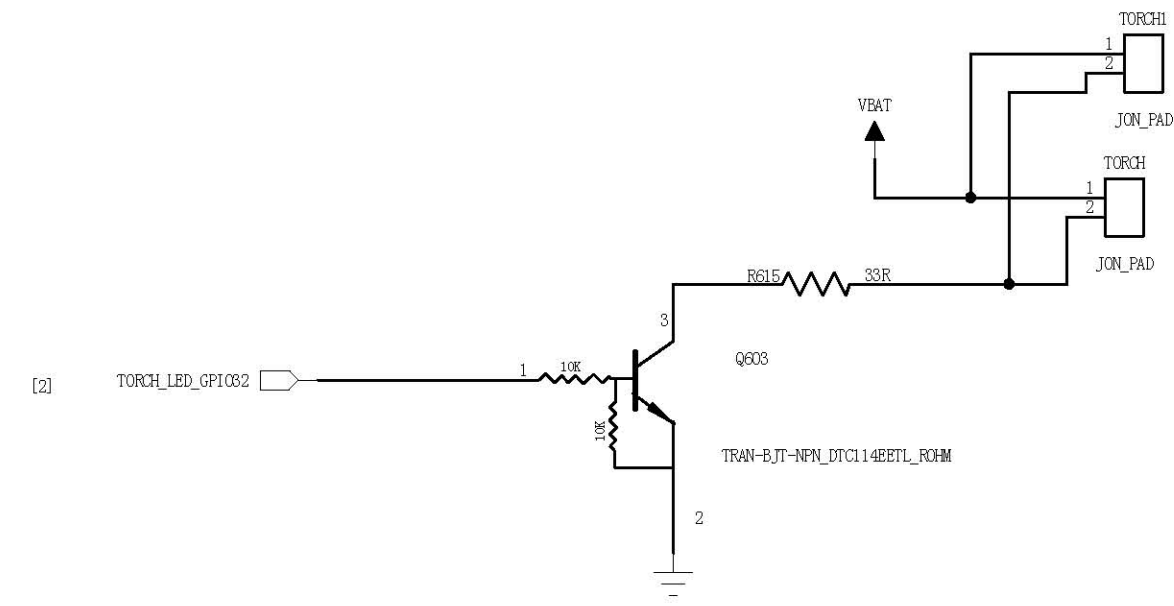 TORCH1
1
2
JON_PAD
VBAT
TORCH
1
2
JON_PAD
R615 33R
3
Q603
1 10K
[2] TORCH_LED_GPIO32
10K
TRAN-BJT-NPN_DTC114EETL_ROHM
2